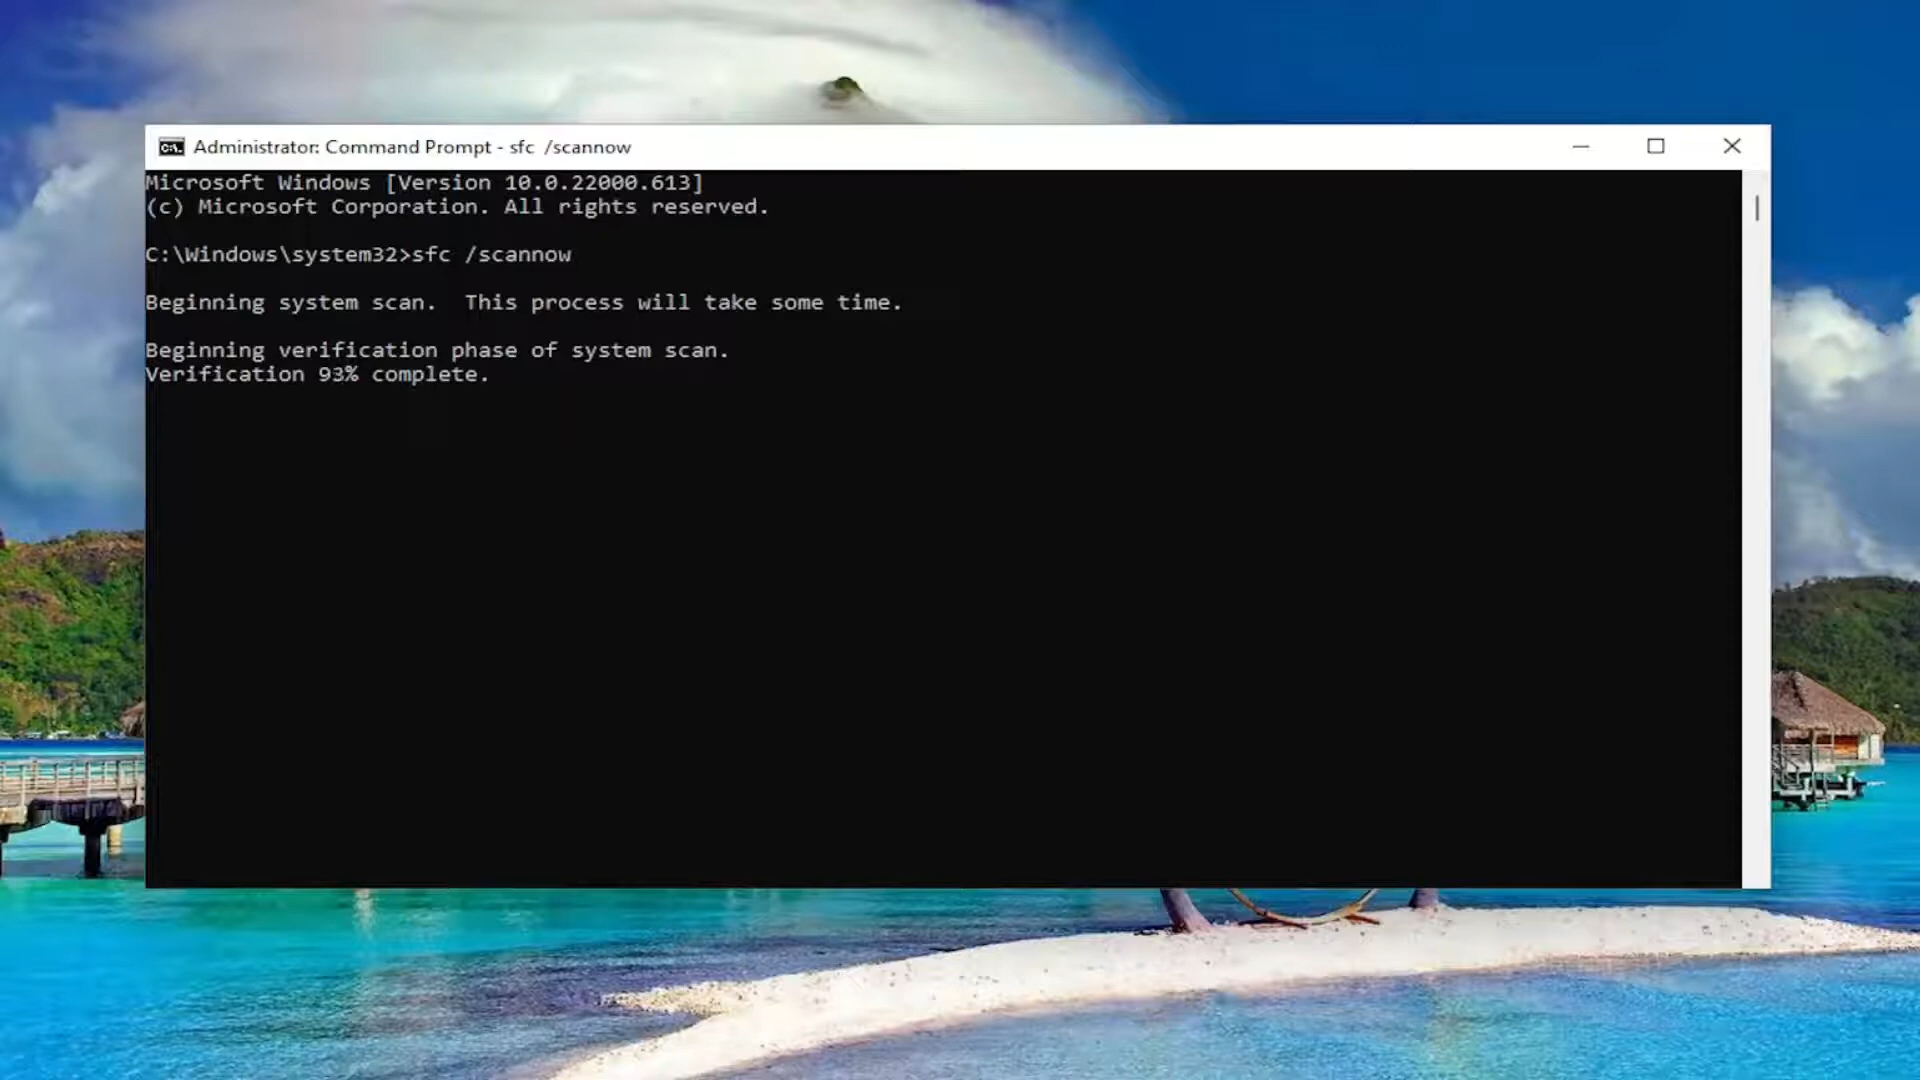 Administrator: Command Prompt - sfc  /scannow
Microsoft Windows [Version 10.0.22000.613]
(c) Microsoft Corporation. All rights reserved.
C:\Windows\system32>sfc /scannow
Beginning system scan.  This process will take some time.
Beginning verification phase of system scan.
Verification 93% complete.